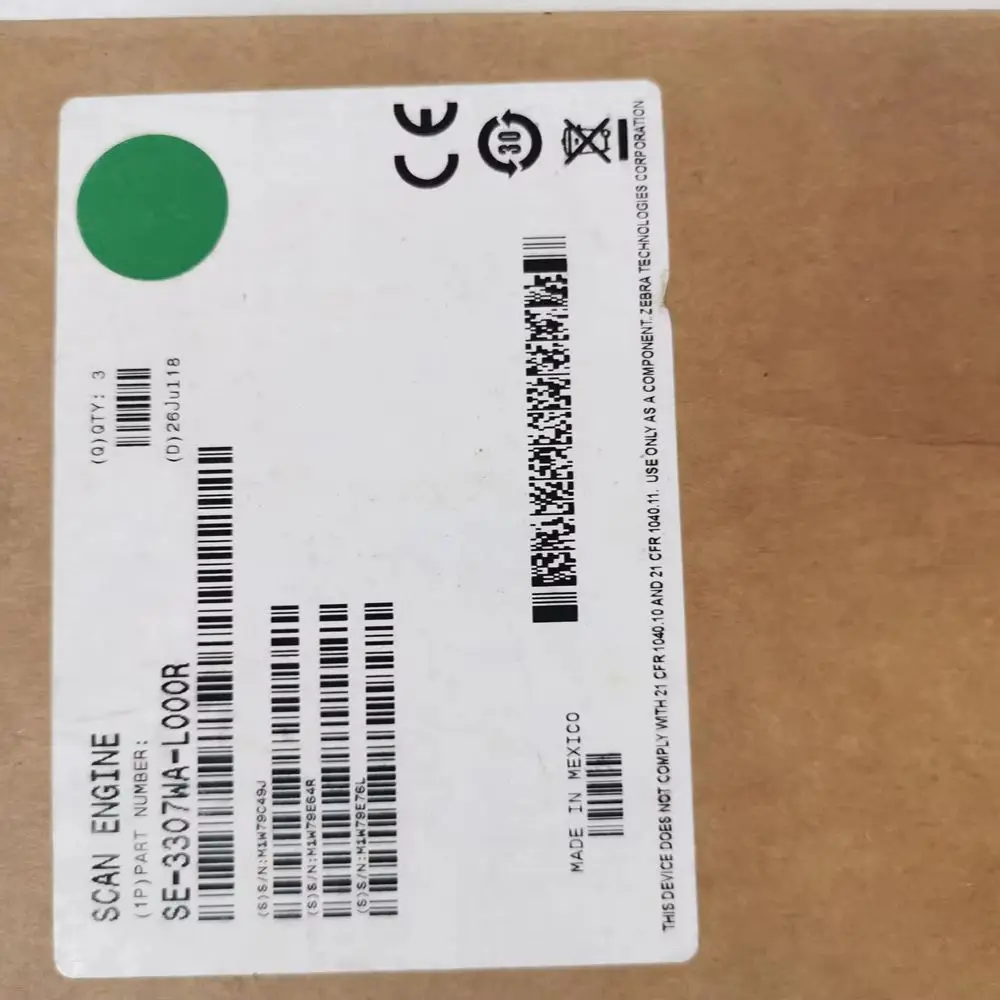 SCAN ENGINE
(Q)QTY: 3
(1P)PART NUMBER:
SE-3307WA-L000R
(D)26Jul18
(S)S/N:M1W79C49J
(S)S/N:M1W79E64R
(S)S/N:M1W79E76L
CE
30
MADE IN MEXICO
THIS DEVICE DOES NOT COMPLY WITH 21 CFR 1040.10 AND 21 CFR 1040.11. USE ONLY AS A COMPONENT. ZEBRA TECHNOLOGIES CORPORATION